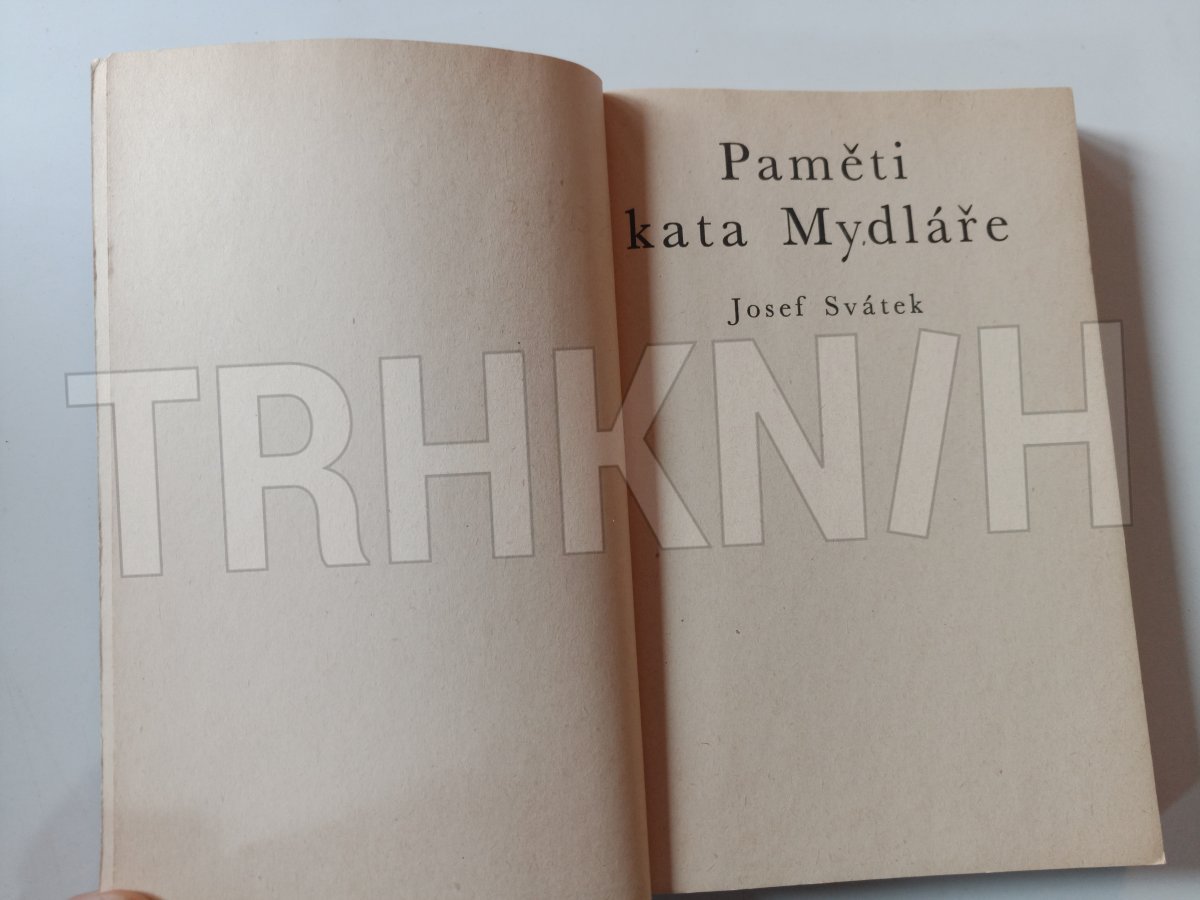 Paměti
kata Mydláře
Josef Svátek
TRHKNIH